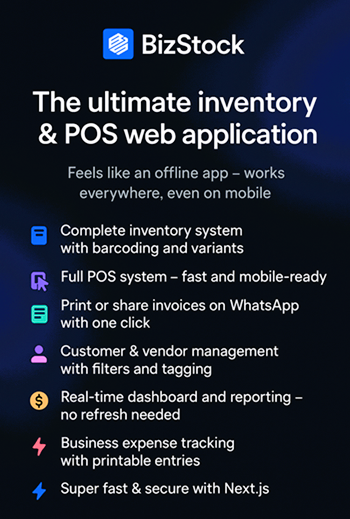 BizStock
The ultimate inventory
& POS web application
Feels like an offline app – works
everywhere, even on mobile
Complete inventory system
with barcoding and variants
Full POS system – fast and mobile-ready
Print or share invoices on WhatsApp
with one click
Customer & vendor management
with filters and tagging
Real-time dashboard and reporting –
no refresh needed
Business expense tracking
with printable entries
Super fast & secure with Next.js